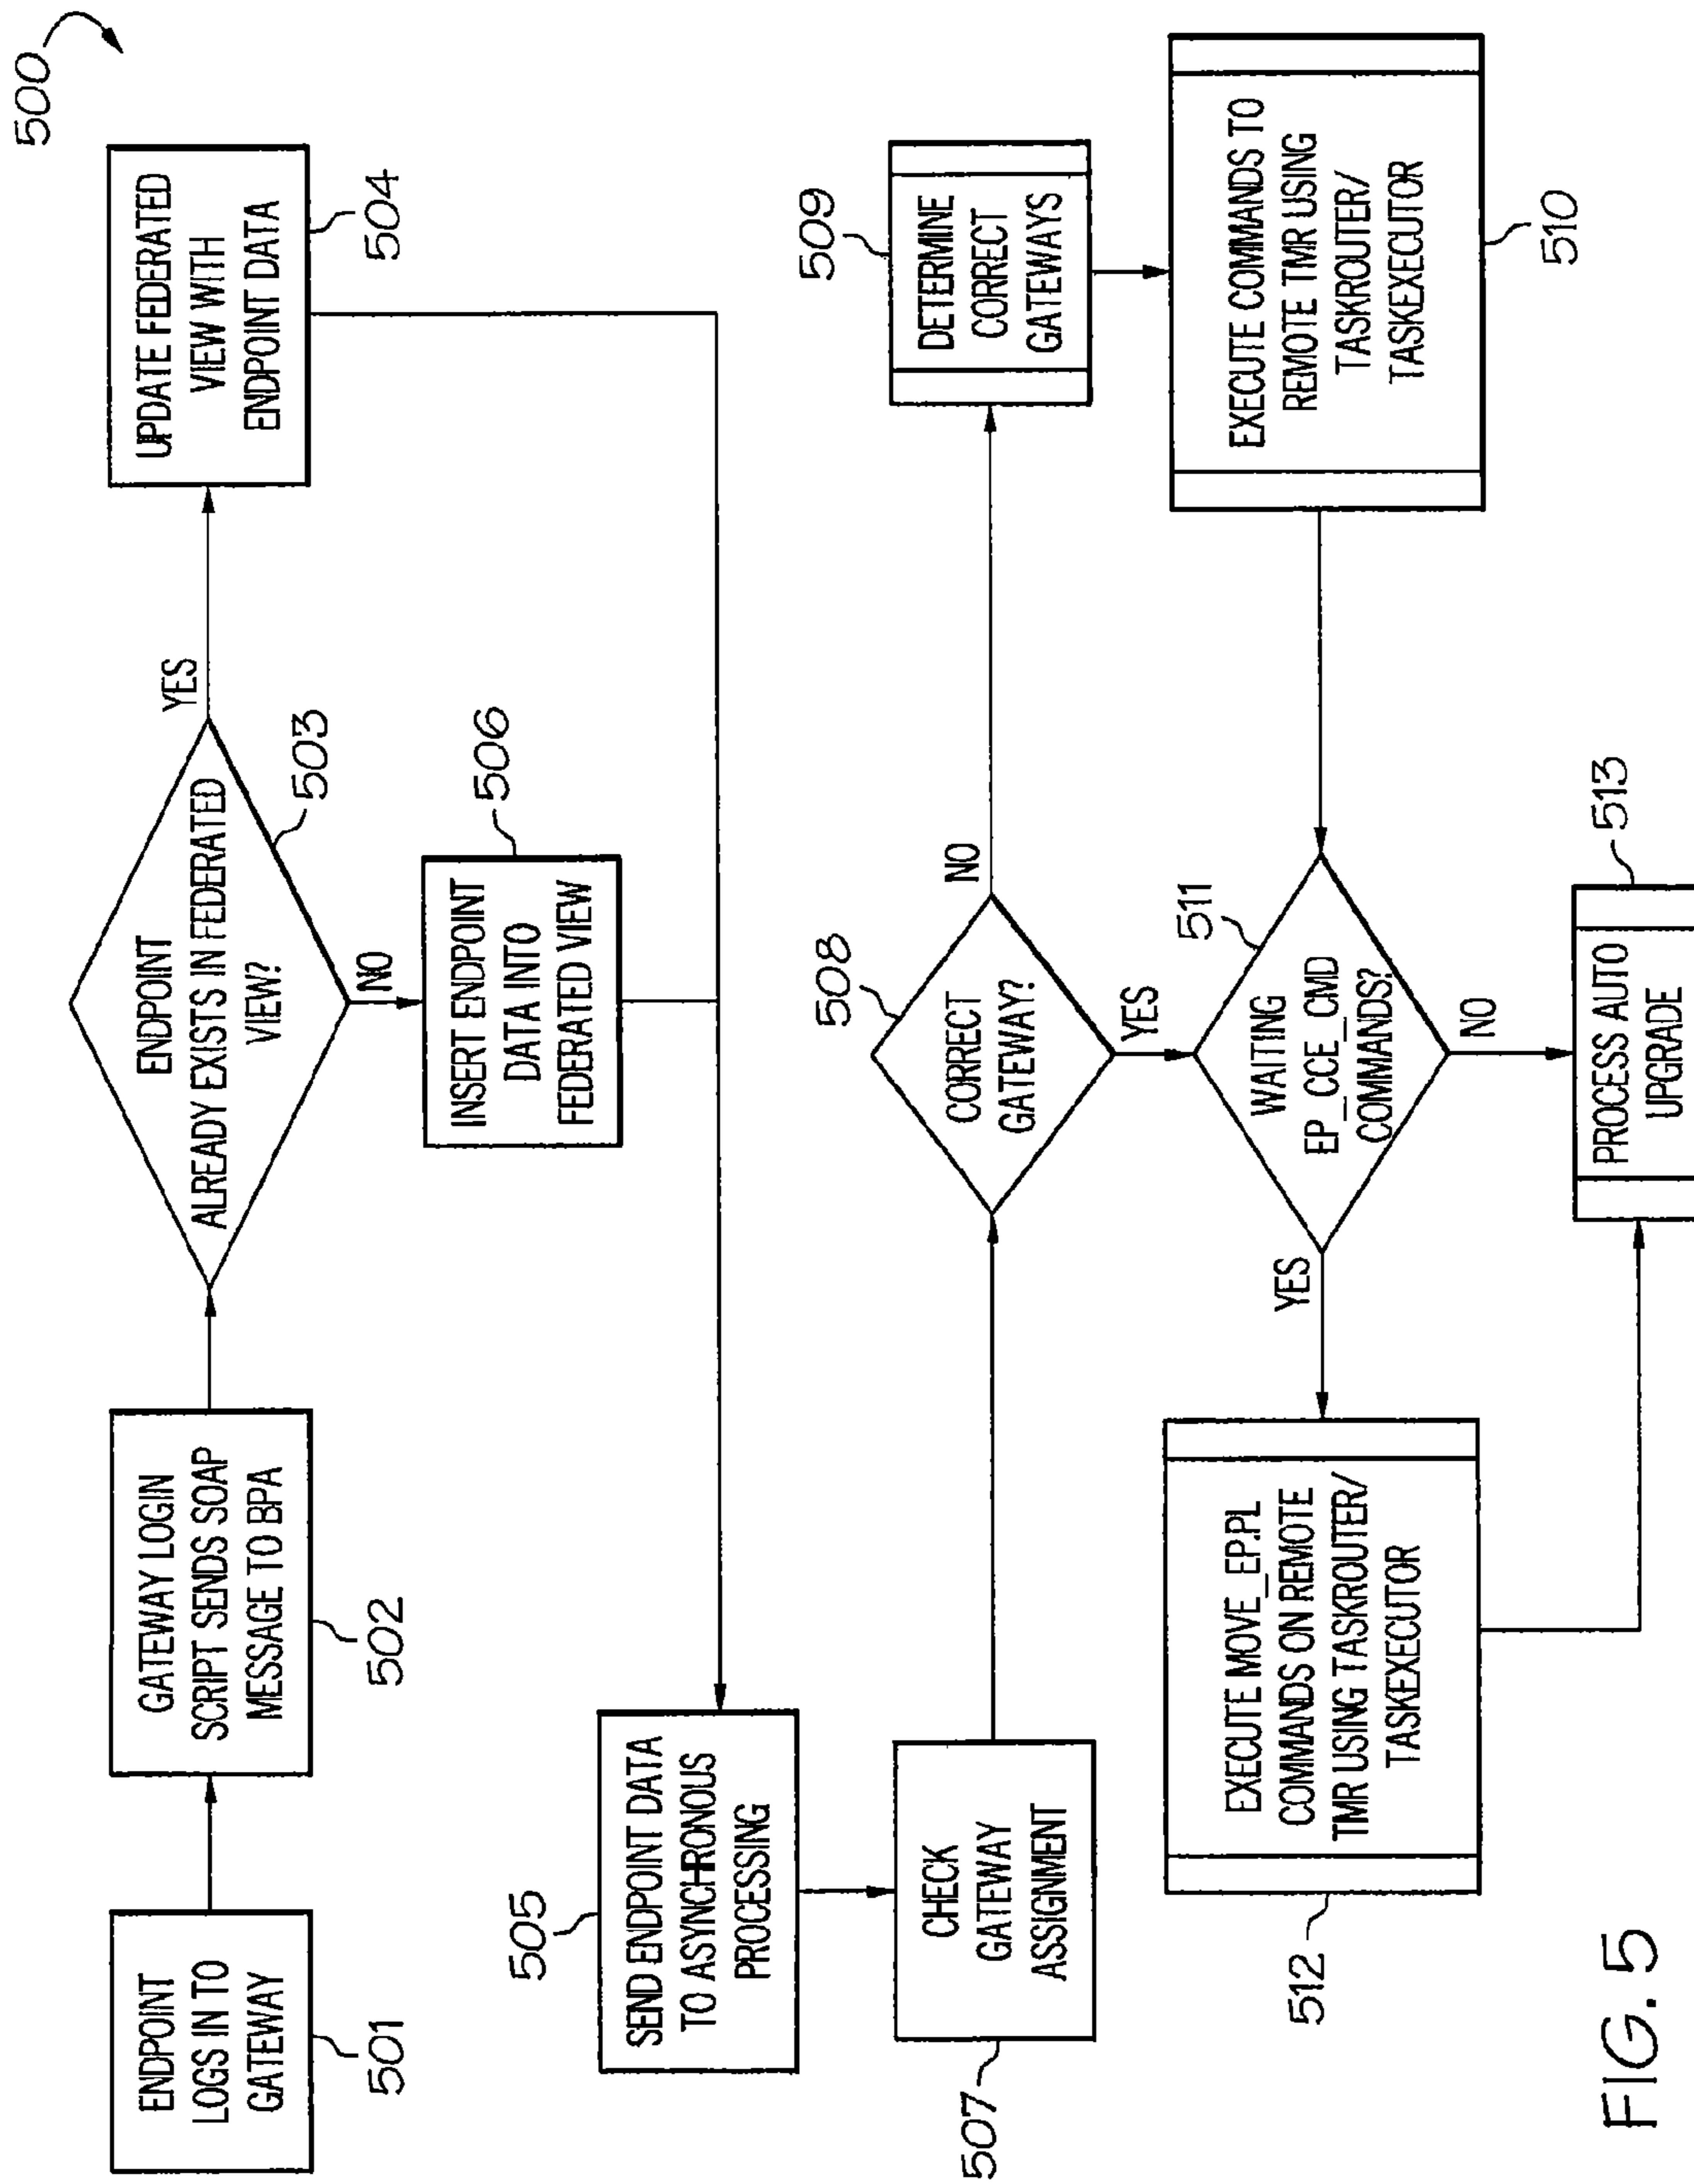 500
ENDPOINT
LOGS IN TO
GATEWAY
501
GATEWAY LOGIN
SCRIPT SENDS SOAP
MESSAGE TO BPA
502
ENDPOINT
ALREADY EXISTS IN FEDERATED
VIEW?
503
YES
NO
UPDATE FEDERATED
VIEW WITH
ENDPOINT DATA
504
INSERT ENDPOINT
DATA INTO
FEDERATED VIEW
506
505
SEND ENDPOINT DATA
TO ASYNCHRONOUS
PROCESSING
CHECK
GATEWAY
ASSIGNMENT
507
508
CORRECT
GATEWAY?
NO
YES
509
DETERMINE
CORRECT
GATEWAYS
EXECUTE COMMANDS TO
REMOTE TMR USING
TASKROUTER/
TASKEXECUTOR
510
511
WAITING
EP_CCE_CMD
COMMANDS?
YES
NO
EXECUTE MOVE_EP.PL
COMMANDS ON REMOTE
TMR USING TASKROUTER/
TASKEXECUTOR
512
513
PROCESS AUTO
UPGRADE
FIG. 5